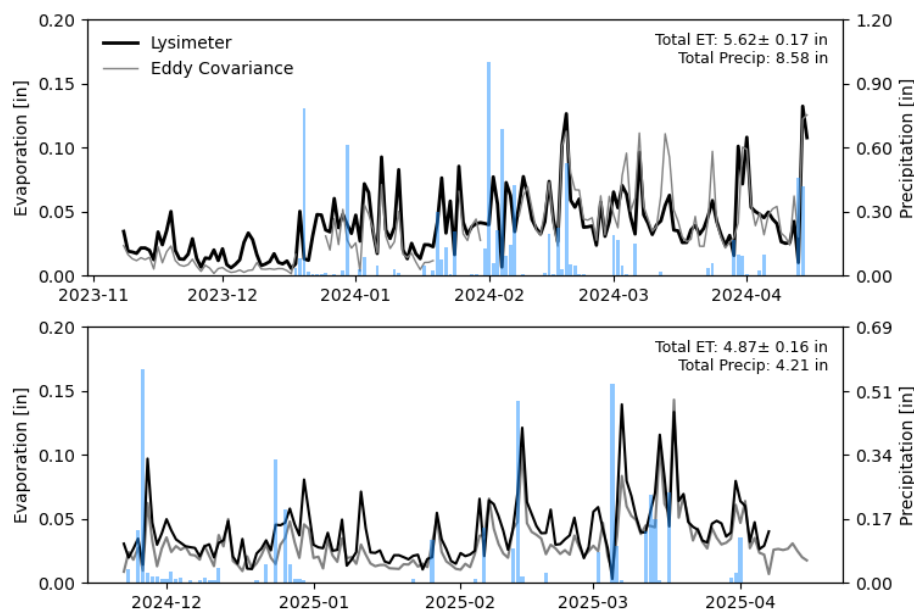 0.20
0.15
0.10
0.05
0.00
Evaporation [in]
Lysimeter
Eddy Covariance
Total ET: 5.62± 0.17 in
Total Precip: 8.58 in
1.20
0.90
0.60
0.30
0.00
Precipitation [in]
2023-11 2023-12 2024-01 2024-02 2024-03 2024-04
0.20
0.15
0.10
0.05
0.00
Evaporation [in]
Total ET: 4.87± 0.16 in
Total Precip: 4.21 in
0.69
0.51
0.34
0.17
0.00
Precipitation [in]
2024-12 2025-01 2025-02 2025-03 2025-04